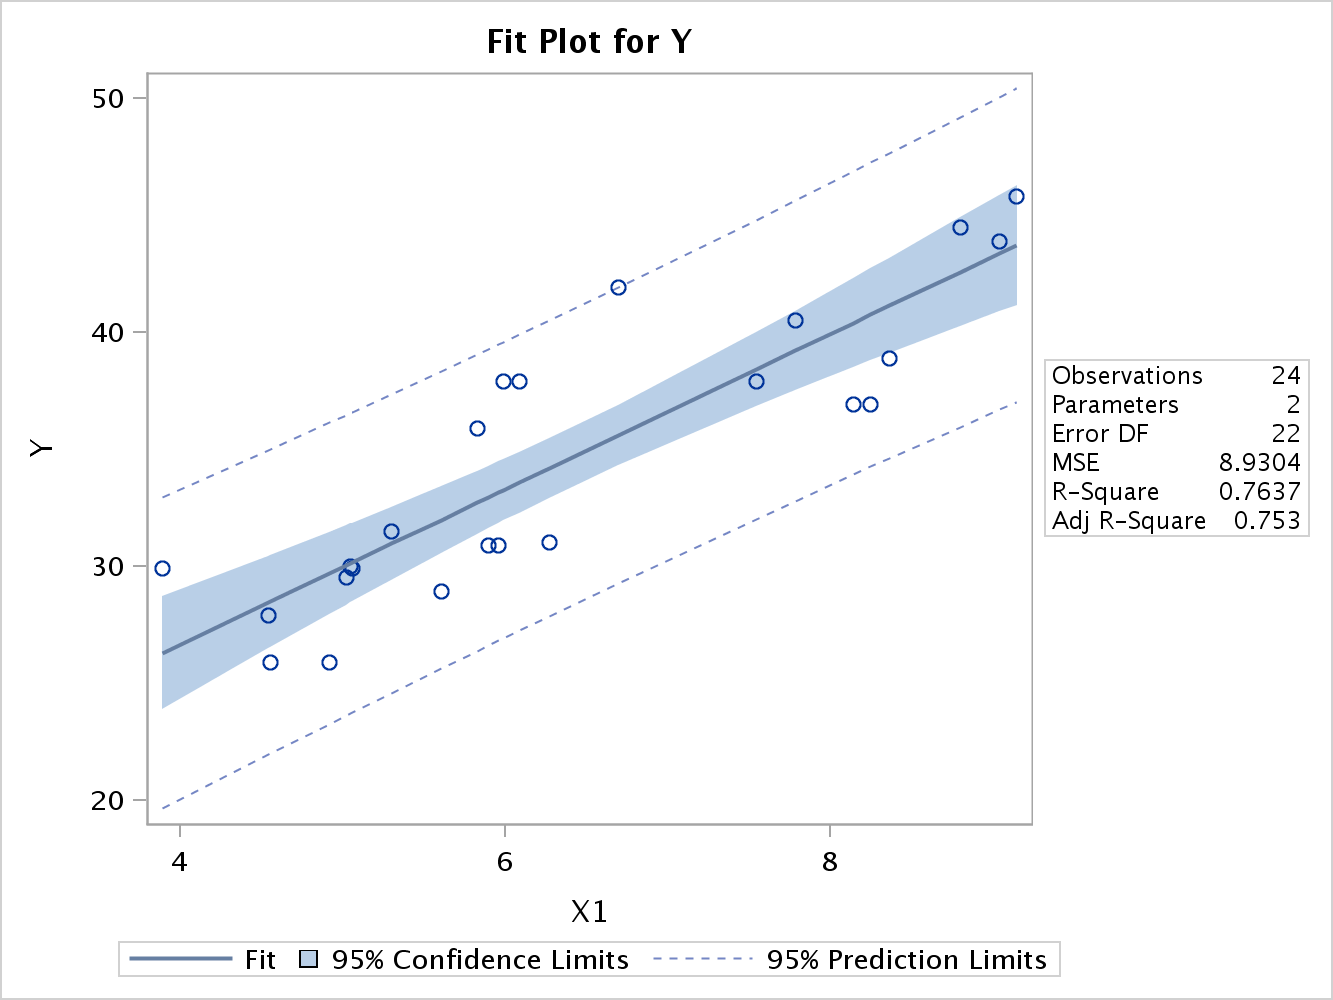 Fit Plot for Y
50
40
30
20
Y
4 6 8
X1
Observations 24
Parameters 2
Error DF 22
MSE 8.9304
R-Square 0.7637
Adj R-Square 0.753
Fit 95% Confidence Limits 95% Prediction Limits